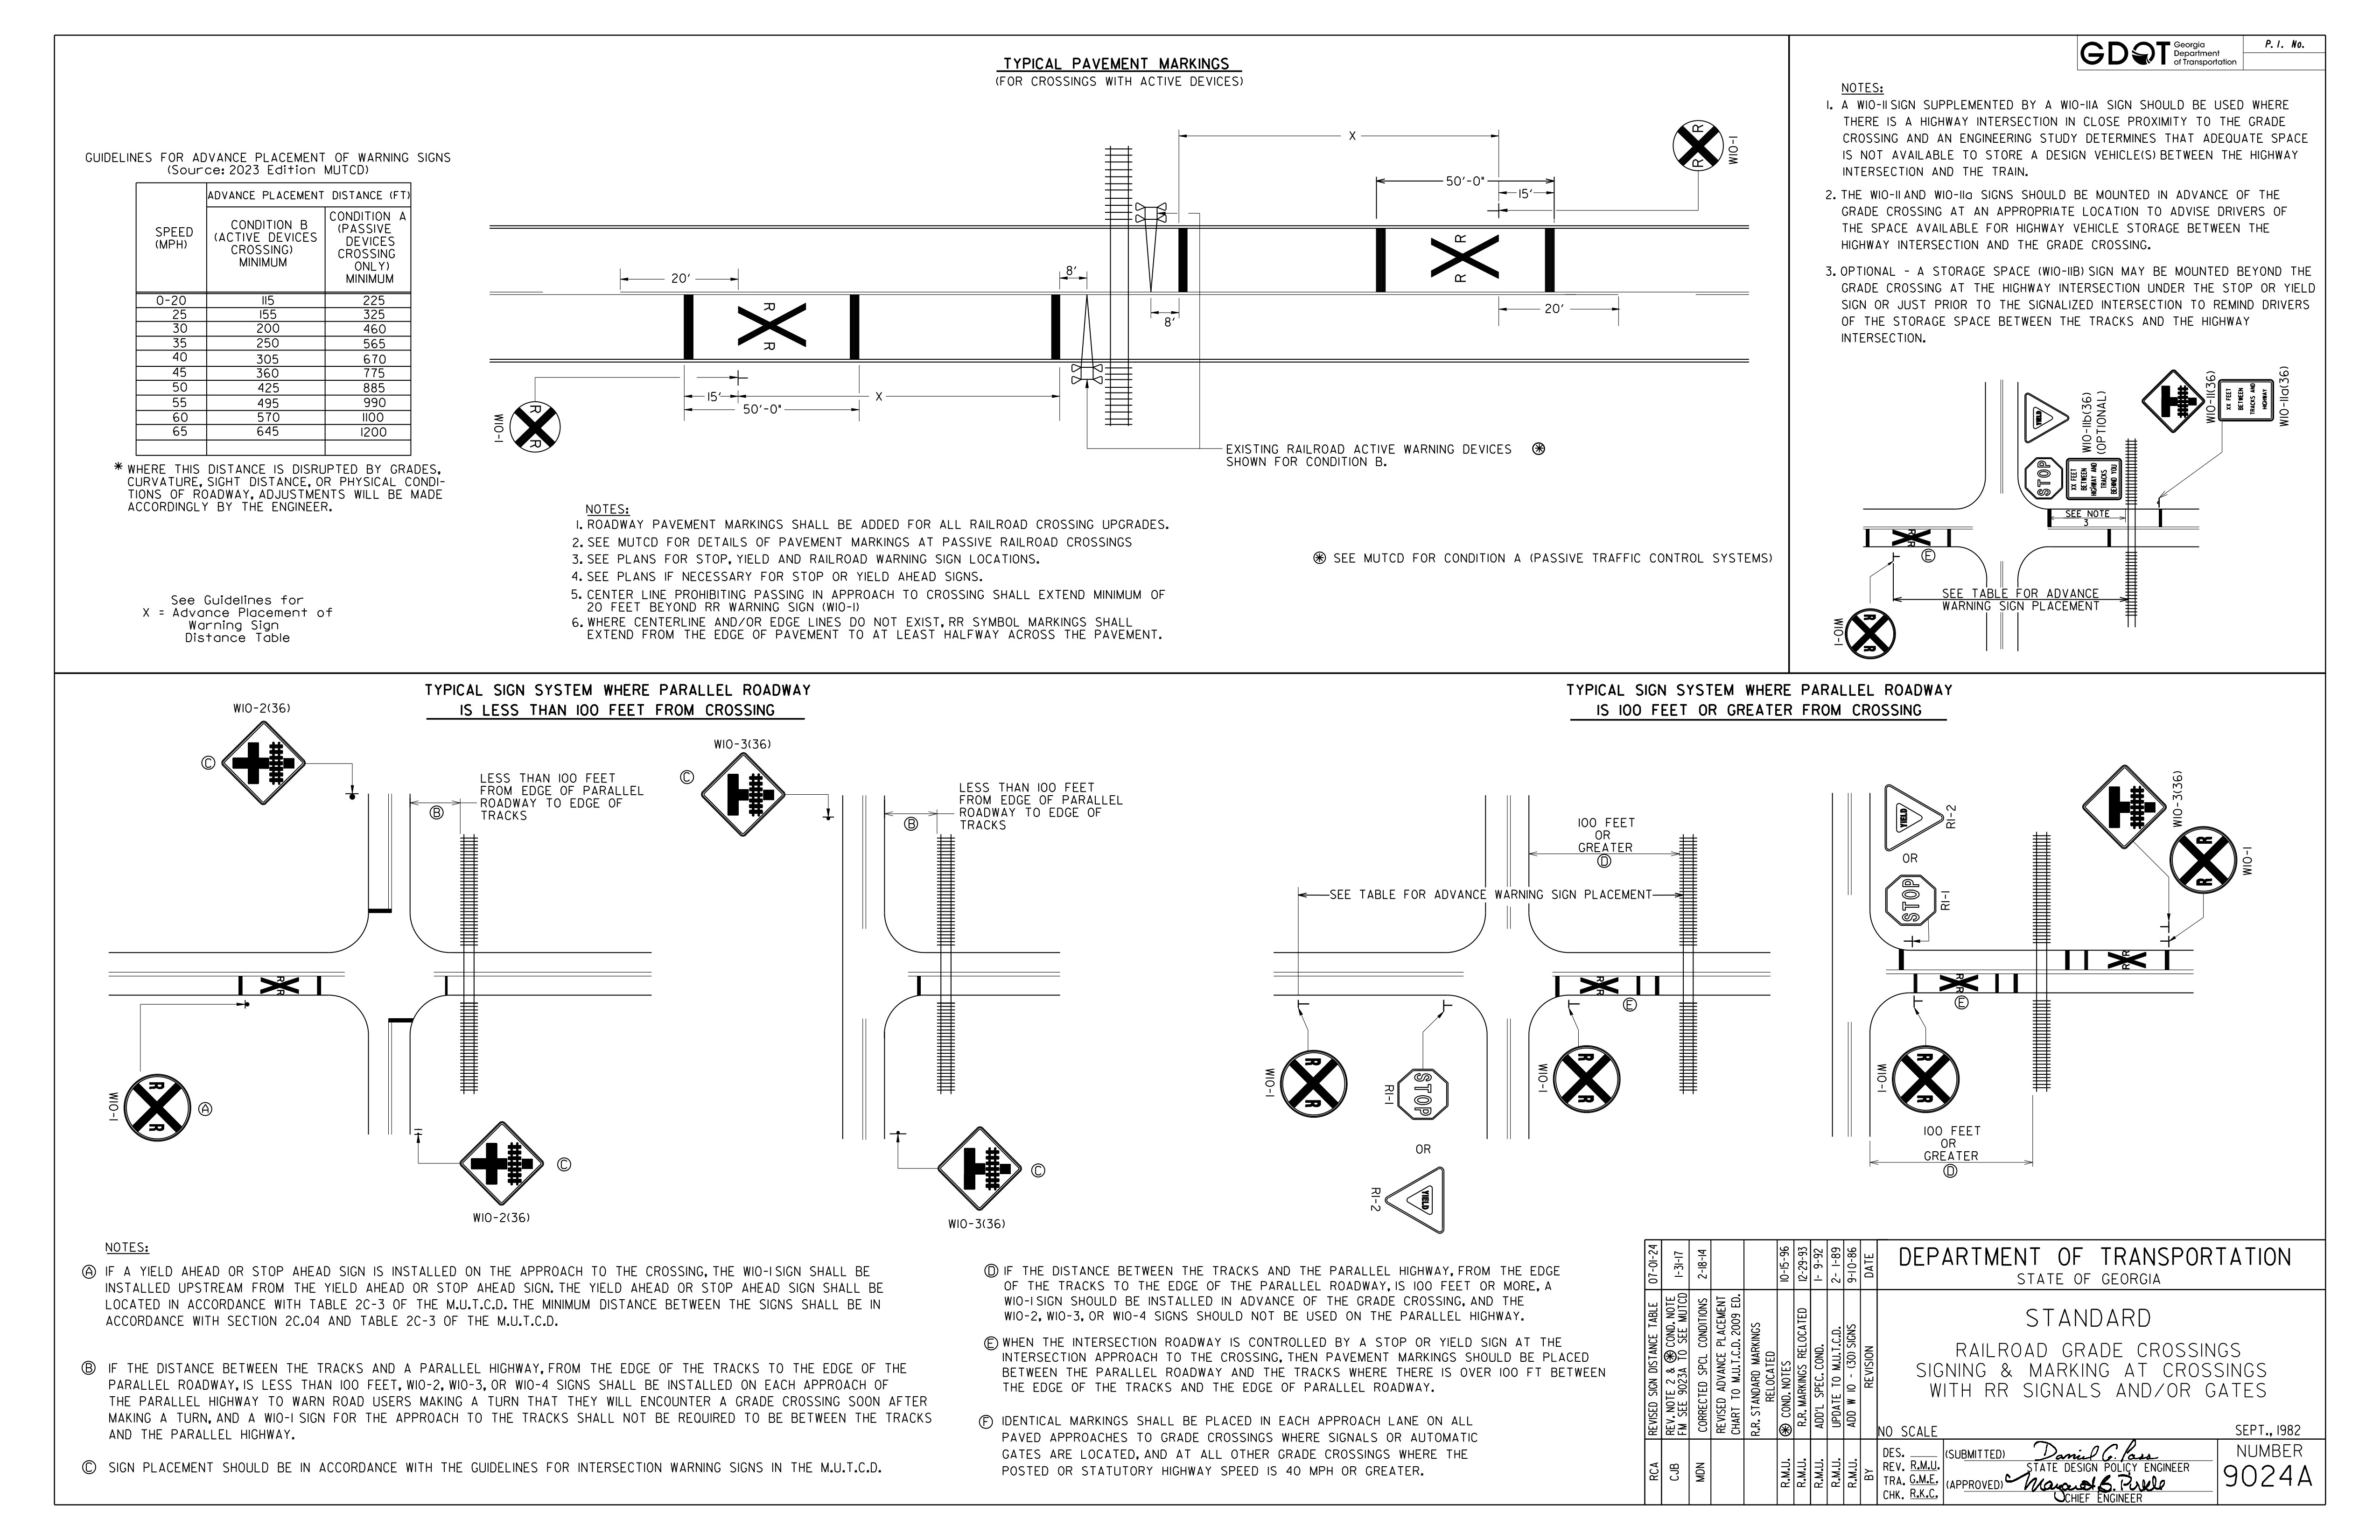 GDOT Georgia
Department
of Transportation
P. I. No.
TYPICAL PAVEMENT MARKINGS
(FOR CROSSINGS WITH ACTIVE DEVICES)
GUIDELINES FOR ADVANCE PLACEMENT OF WARNING SIGNS
(Source: 2023 Edition MUTCD)
SPEED
(MPH)
ADVANCE PLACEMENT DISTANCE (FT)
CONDITION B
(ACTIVE DEVICES
CROSSING)
MINIMUM
CONDITION A
(PASSIVE
DEVICES
CROSSING
ONLY)
MINIMUM
0-20 115 225
25 155 325
30 200 460
35 250 565
40 305 670
45 360 775
50 425 885
55 495 990
60 570 1100
65 645 1200
* WHERE THIS DISTANCE IS DISRUPTED BY GRADES,
CURVATURE, SIGHT DISTANCE, OR PHYSICAL CONDI-
TIONS OF ROADWAY, ADJUSTMENTS WILL BE MADE
ACCORDINGLY BY THE ENGINEER.
See Guidelines for
X = Advance Placement of
Warning Sign
Distance Table
X
50'-0"
15'
W10-1
R R
R R
20'
8'
8'
20'
R R
15'
X
50'-0"
W10-1
R R
EXISTING RAILROAD ACTIVE WARNING DEVICES ⊛
SHOWN FOR CONDITION B.
NOTES:
1. ROADWAY PAVEMENT MARKINGS SHALL BE ADDED FOR ALL RAILROAD CROSSING UPGRADES.
2. SEE MUTCD FOR DETAILS OF PAVEMENT MARKINGS AT PASSIVE RAILROAD CROSSINGS
3. SEE PLANS FOR STOP, YIELD AND RAILROAD WARNING SIGN LOCATIONS.
4. SEE PLANS IF NECESSARY FOR STOP OR YIELD AHEAD SIGNS.
5. CENTER LINE PROHIBITING PASSING IN APPROACH TO CROSSING SHALL EXTEND MINIMUM OF
20 FEET BEYOND RR WARNING SIGN (W10-1)
6. WHERE CENTERLINE AND/OR EDGE LINES DO NOT EXIST, RR SYMBOL MARKINGS SHALL
EXTEND FROM THE EDGE OF PAVEMENT TO AT LEAST HALFWAY ACROSS THE PAVEMENT.
⊛ SEE MUTCD FOR CONDITION A (PASSIVE TRAFFIC CONTROL SYSTEMS)
NOTES:
1. A W10-11 SIGN SUPPLEMENTED BY A W10-11A SIGN SHOULD BE USED WHERE
THERE IS A HIGHWAY INTERSECTION IN CLOSE PROXIMITY TO THE GRADE
CROSSING AND AN ENGINEERING STUDY DETERMINES THAT ADEQUATE SPACE
IS NOT AVAILABLE TO STORE A DESIGN VEHICLE(S) BETWEEN THE HIGHWAY
INTERSECTION AND THE TRAIN.
2. THE W10-11 AND W10-11a SIGNS SHOULD BE MOUNTED IN ADVANCE OF THE
GRADE CROSSING AT AN APPROPRIATE LOCATION TO ADVISE DRIVERS OF
THE SPACE AVAILABLE FOR HIGHWAY VEHICLE STORAGE BETWEEN THE
HIGHWAY INTERSECTION AND THE GRADE CROSSING.
3. OPTIONAL - A STORAGE SPACE (W10-11B) SIGN MAY BE MOUNTED BEYOND THE
GRADE CROSSING AT THE HIGHWAY INTERSECTION UNDER THE STOP OR YIELD
SIGN OR JUST PRIOR TO THE SIGNALIZED INTERSECTION TO REMIND DRIVERS
OF THE STORAGE SPACE BETWEEN THE TRACKS AND THE HIGHWAY
INTERSECTION.
YIELD
W10-11b(36)
(OPTIONAL)
W10-11(36)
XX FEET
BETWEEN
TRACKS AND
HIGHWAY
W10-11a(36)
STOP
XX FEET
BETWEEN
HIGHWAY AND
TRACKS
BEHIND YOU
SEE NOTE
3
R R
E
SEE TABLE FOR ADVANCE
WARNING SIGN PLACEMENT
W10-1
R R
TYPICAL SIGN SYSTEM WHERE PARALLEL ROADWAY
IS LESS THAN 100 FEET FROM CROSSING
W10-2(36)
C
LESS THAN 100 FEET
FROM EDGE OF PARALLEL
ROADWAY TO EDGE OF
TRACKS
B
R R
W10-1
R R
A
C
W10-2(36)
W10-3(36)
C
LESS THAN 100 FEET
FROM EDGE OF PARALLEL
ROADWAY TO EDGE OF
TRACKS
B
C
W10-3(36)
TYPICAL SIGN SYSTEM WHERE PARALLEL ROADWAY
IS 100 FEET OR GREATER FROM CROSSING
100 FEET
OR
GREATER
D
SEE TABLE FOR ADVANCE WARNING SIGN PLACEMENT
R R
E
W10-1
R R
R1-1
STOP
OR
R1-2
YIELD
W10-1
R R
YIELD
R1-2
OR
STOP
R1-1
W10-3(36)
R R
W10-1
R R
R R
E
W10-1
R R
100 FEET
OR
GREATER
D
NOTES:
A IF A YIELD AHEAD OR STOP AHEAD SIGN IS INSTALLED ON THE APPROACH TO THE CROSSING, THE W10-1 SIGN SHALL BE
INSTALLED UPSTREAM FROM THE YIELD AHEAD OR STOP AHEAD SIGN. THE YIELD AHEAD OR STOP AHEAD SIGN SHALL BE
LOCATED IN ACCORDANCE WITH TABLE 2C-3 OF THE M.U.T.C.D. THE MINIMUM DISTANCE BETWEEN THE SIGNS SHALL BE IN
ACCORDANCE WITH SECTION 2C.04 AND TABLE 2C-3 OF THE M.U.T.C.D.
B IF THE DISTANCE BETWEEN THE TRACKS AND A PARALLEL HIGHWAY, FROM THE EDGE OF THE TRACKS TO THE EDGE OF THE
PARALLEL ROADWAY, IS LESS THAN 100 FEET, W10-2, W10-3, OR W10-4 SIGNS SHALL BE INSTALLED ON EACH APPROACH OF
THE PARALLEL HIGHWAY TO WARN ROAD USERS MAKING A TURN THAT THEY WILL ENCOUNTER A GRADE CROSSING SOON AFTER
MAKING A TURN, AND A W10-1 SIGN FOR THE APPROACH TO THE TRACKS SHALL NOT BE REQUIRED TO BE BETWEEN THE TRACKS
AND THE PARALLEL HIGHWAY.
C SIGN PLACEMENT SHOULD BE IN ACCORDANCE WITH THE GUIDELINES FOR INTERSECTION WARNING SIGNS IN THE M.U.T.C.D.
D IF THE DISTANCE BETWEEN THE TRACKS AND THE PARALLEL HIGHWAY, FROM THE EDGE
OF THE TRACKS TO THE EDGE OF THE PARALLEL ROADWAY, IS 100 FEET OR MORE, A
W10-1 SIGN SHOULD BE INSTALLED IN ADVANCE OF THE GRADE CROSSING, AND THE
W10-2, W10-3, OR W10-4 SIGNS SHOULD NOT BE USED ON THE PARALLEL HIGHWAY.
E WHEN THE INTERSECTION ROADWAY IS CONTROLLED BY A STOP OR YIELD SIGN AT THE
INTERSECTION APPROACH TO THE CROSSING, THEN PAVEMENT MARKINGS SHOULD BE PLACED
BETWEEN THE PARALLEL ROADWAY AND THE TRACKS WHERE THERE IS OVER 100 FT BETWEEN
THE EDGE OF THE TRACKS AND THE EDGE OF PARALLEL ROADWAY.
F IDENTICAL MARKINGS SHALL BE PLACED IN EACH APPROACH LANE ON ALL
PAVED APPROACHES TO GRADE CROSSINGS WHERE SIGNALS OR AUTOMATIC
GATES ARE LOCATED, AND AT ALL OTHER GRADE CROSSINGS WHERE THE
POSTED OR STATUTORY HIGHWAY SPEED IS 40 MPH OR GREATER.
RCA REVISED SIGN DISTANCE TABLE 07-01-24
CJB REV. NOTE 2 & ⊛ COND. NOTE
FM SEE 9023A TO SEE MUTCD 1-31-17
MDN CORRECTED SPCL CONDITIONS 2-18-14
REVISED ADVANCE PLACEMENT
CHART TO M.U.T.C.D. 2009 ED.
R.R. STANDARD MARKINGS
RELOCATED
R.M.U. ⊛ COND. NOTES 10-15-96
R.M.U. R.R. MARKINGS RELOCATED 12-29-93
R.M.U. ADD'L SPEC. COND. 1- 9-92
R.M.U. UPDATE TO M.U.T.C.D. 2- 1-89
R.M.U. ADD W 10 - (30) SIGNS 9-10-86
BY REVISION DATE
DEPARTMENT OF TRANSPORTATION
STATE OF GEORGIA
STANDARD
RAILROAD GRADE CROSSINGS
SIGNING & MARKING AT CROSSINGS
WITH RR SIGNALS AND/OR GATES
NO SCALE SEPT., 1982
DES.
REV. R.M.U.
TRA. G.M.E.
CHK. R.K.C.
(SUBMITTED) Daniel G. Pass
STATE DESIGN POLICY ENGINEER
(APPROVED) Margaret B. Pirkle
CHIEF ENGINEER
NUMBER
9024A